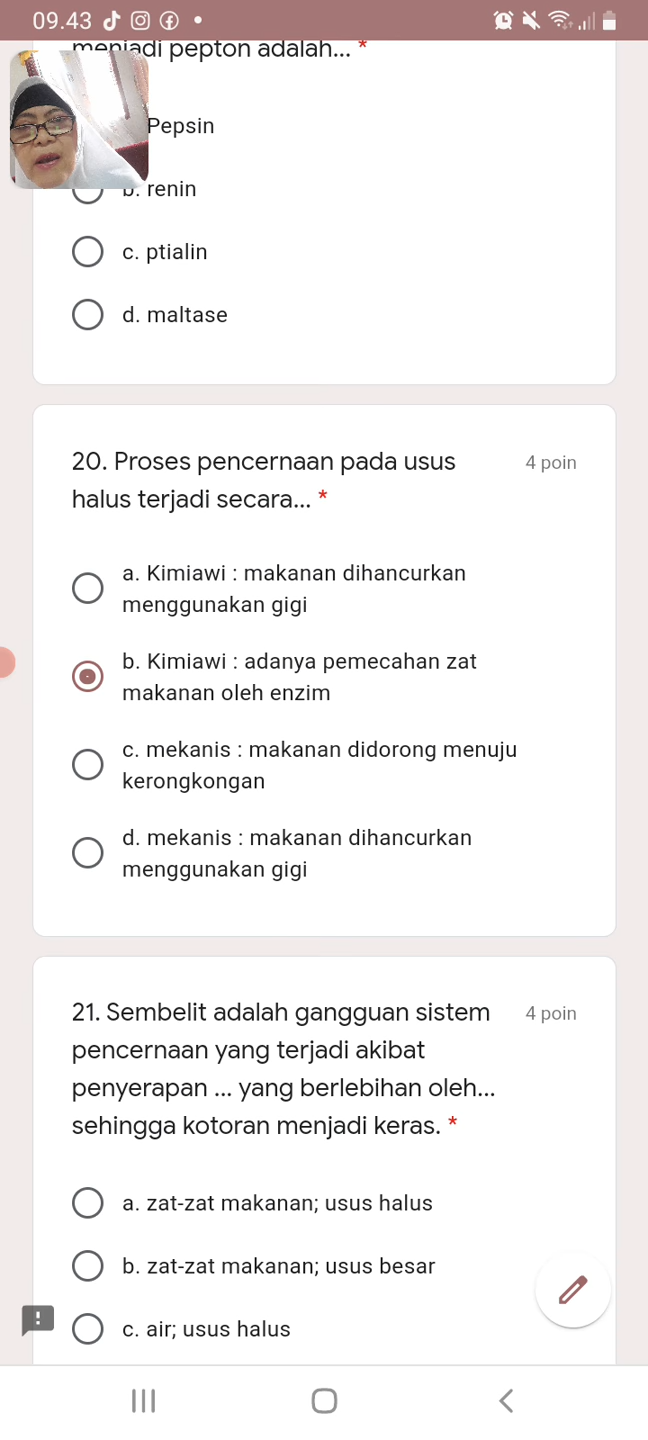 09.43
menjadi pepton adalah... *
Pepsin
b. renin
c. ptialin
d. maltase
20. Proses pencernaan pada usus
4 poin
halus terjadi secara... *
a. Kimiawi : makanan dihancurkan
menggunakan gigi
b. Kimiawi : adanya pemecahan zat
makanan oleh enzim
c. mekanis : makanan didorong menuju
kerongkongan
d. mekanis : makanan dihancurkan
menggunakan gigi
21. Sembelit adalah gangguan sistem
4 poin
pencernaan yang terjadi akibat
penyerapan ... yang berlebihan oleh...
sehingga kotoran menjadi keras. *
a. zat-zat makanan; usus halus
b. zat-zat makanan; usus besar
c. air; usus halus